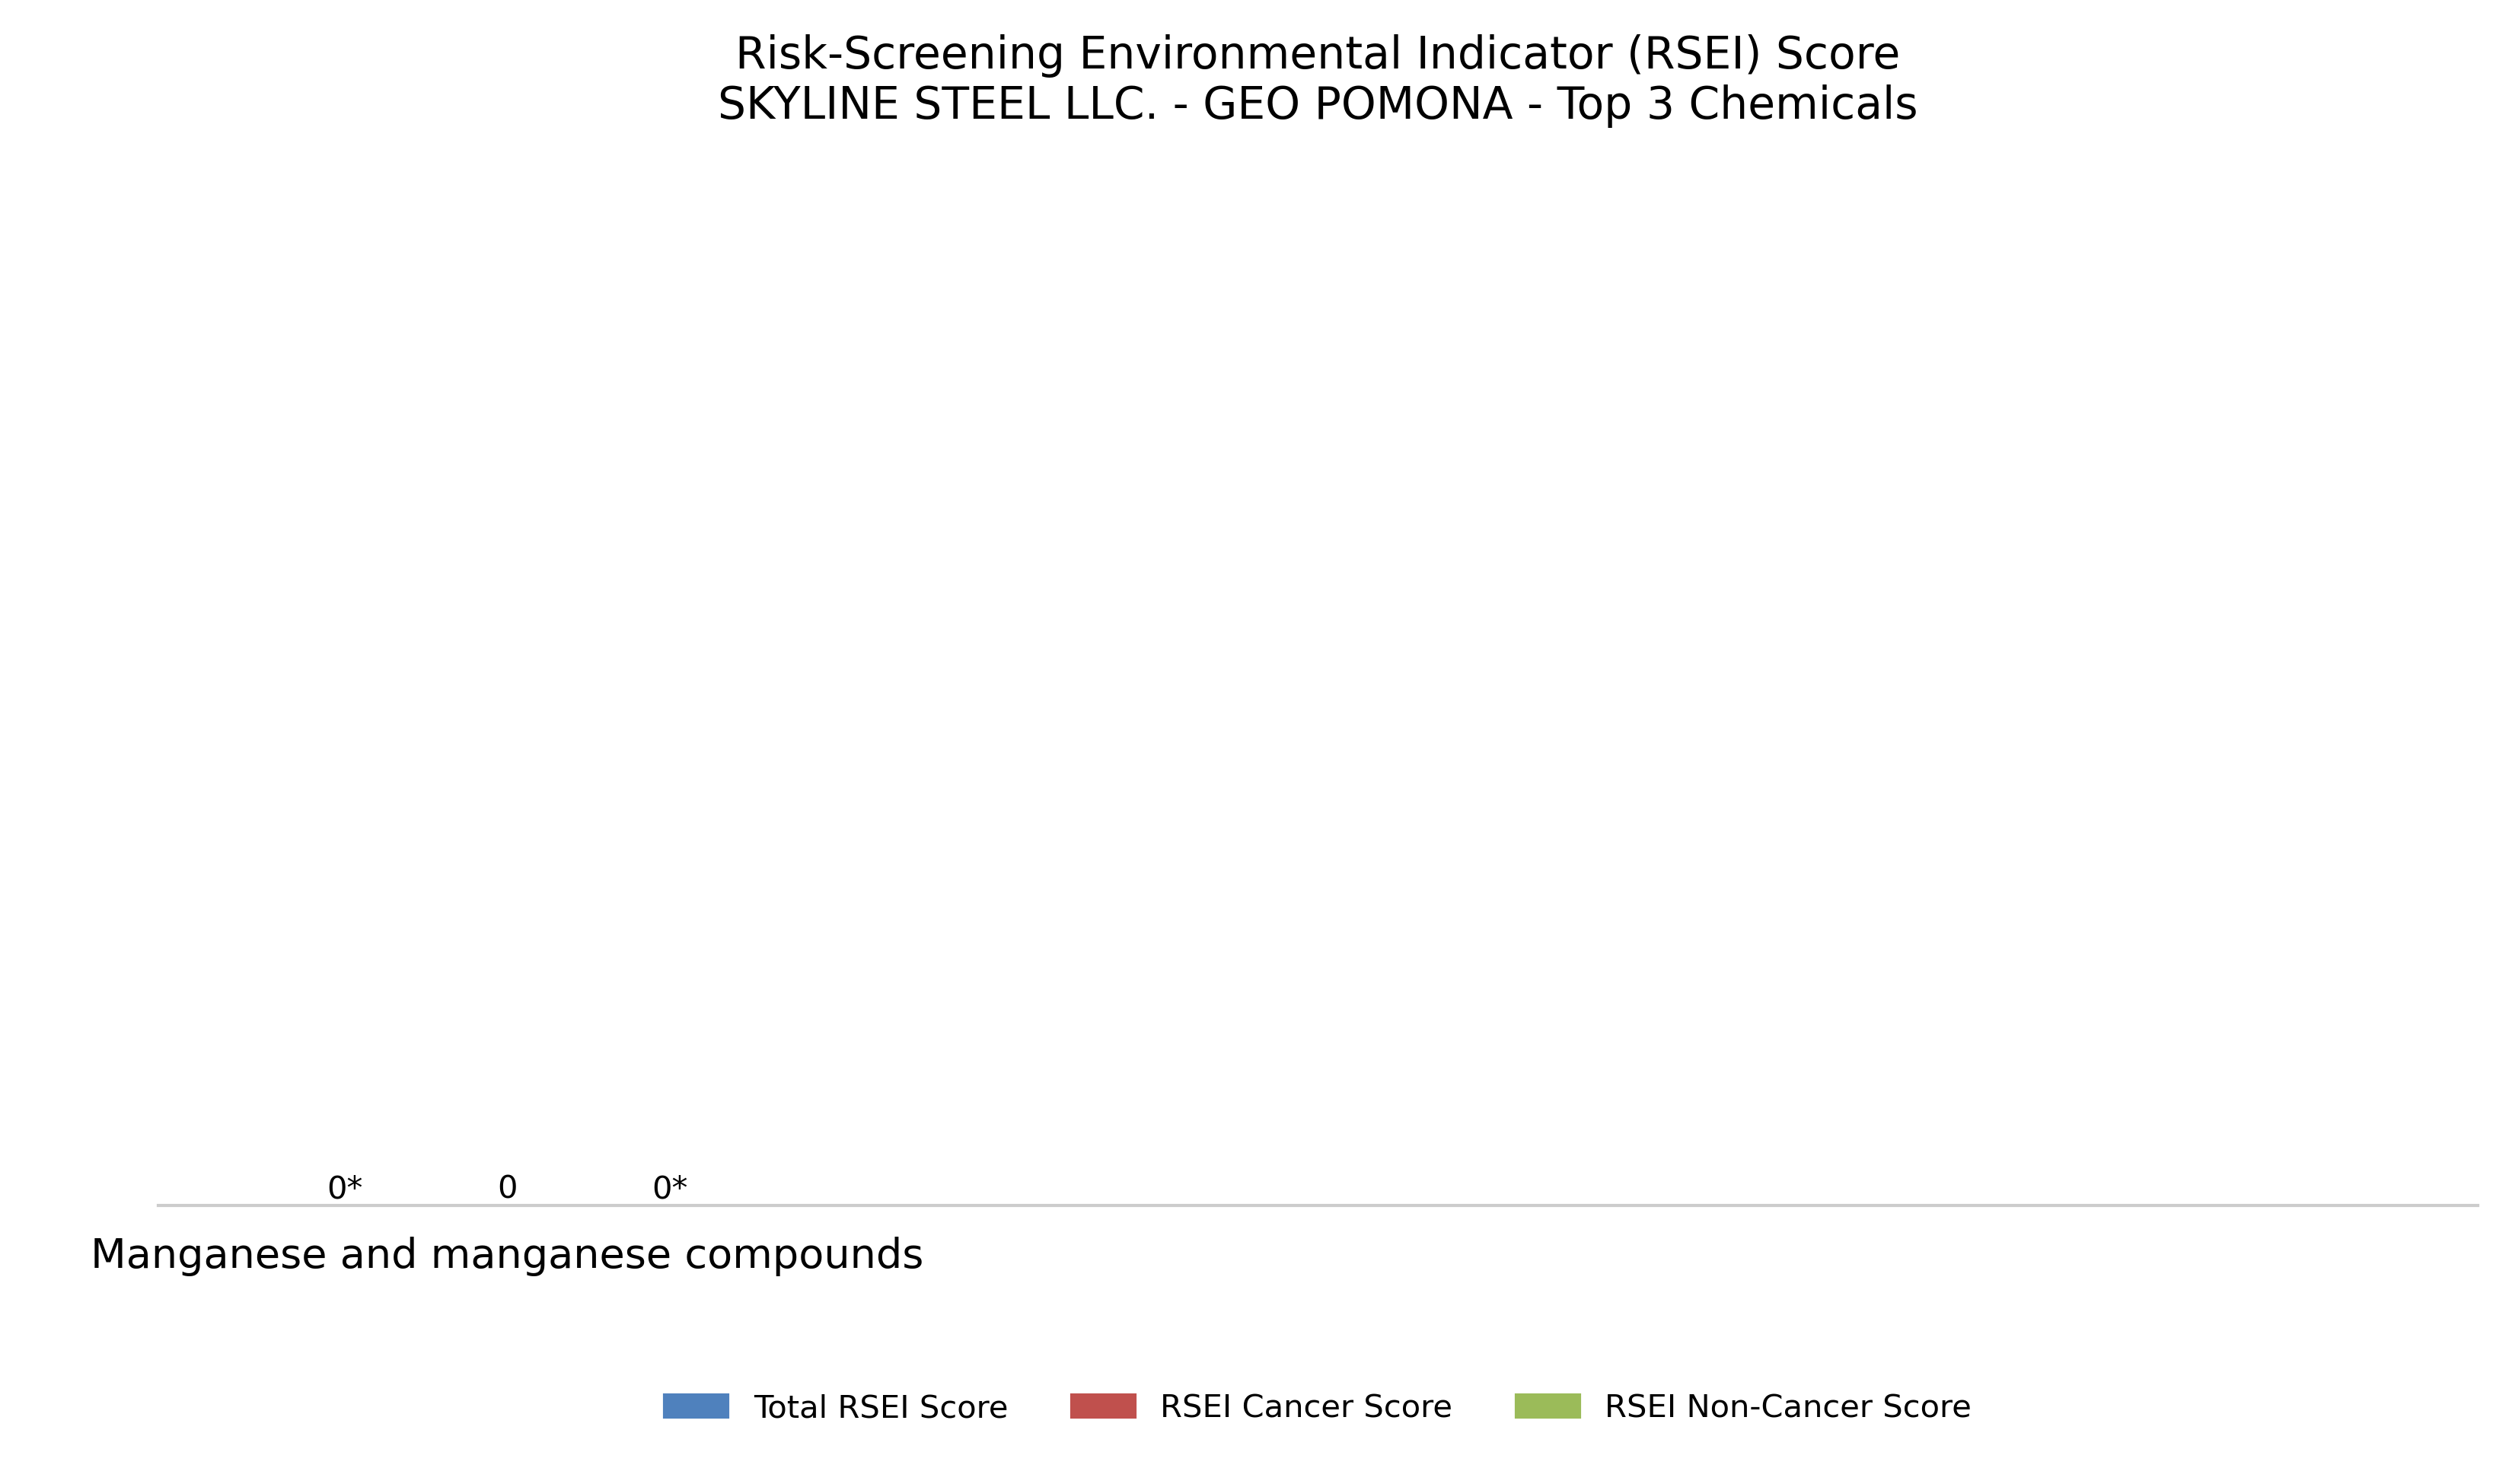 Risk-Screening Environmental Indicator (RSEI) Score
SKYLINE STEEL LLC. - GEO POMONA - Top 3 Chemicals
0* 0 0*
Manganese and manganese compounds
Total RSEI Score RSEI Cancer Score RSEI Non-Cancer Score